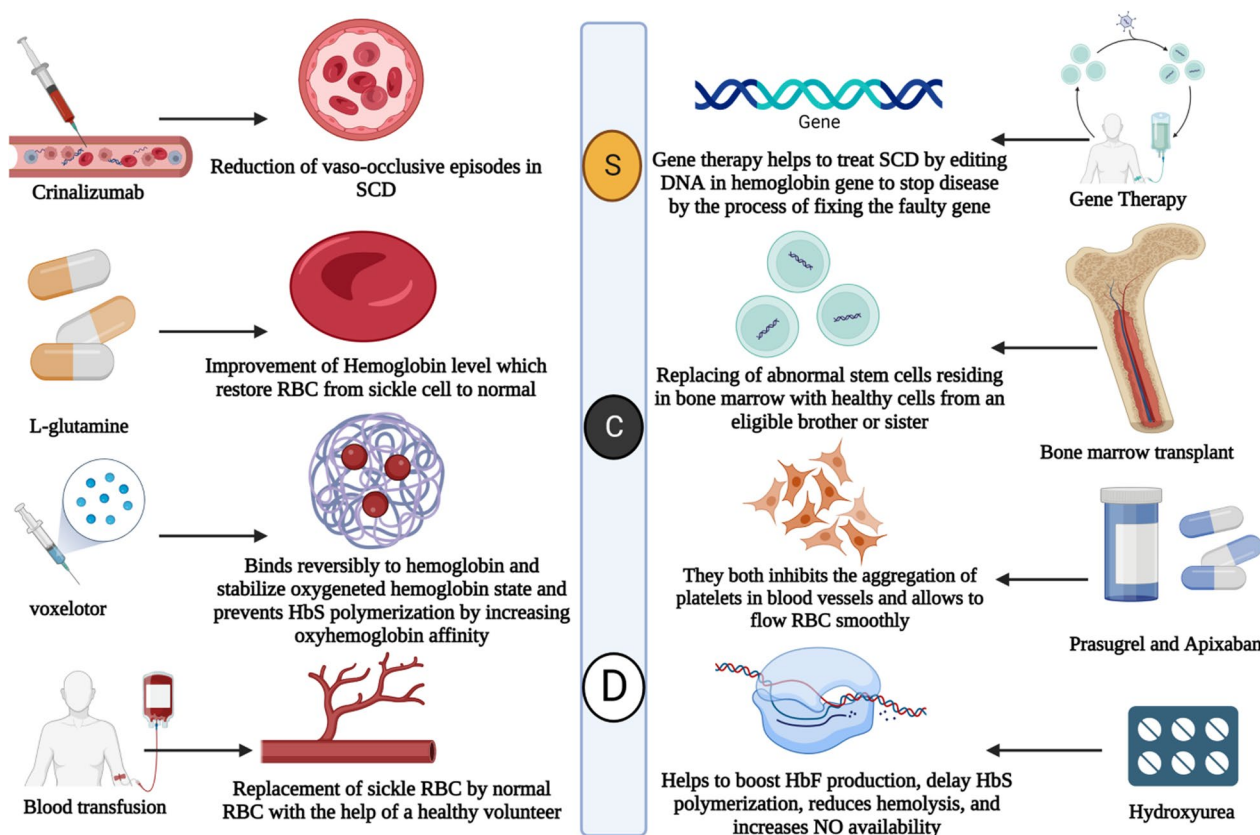 Crinalizumab
Reduction of vaso-occlusive episodes in
SCD
L-glutamine
Improvement of Hemoglobin level which
restore RBC from sickle cell to normal
voxelotor
Binds reversibly to hemoglobin and
stabilize oxygeneted hemoglobin state and
prevents HbS polymerization by increasing
oxyhemoglobin affinity
Blood transfusion
Replacement of sickle RBC by normal
RBC with the help of a healthy volunteer
S
C
D
Gene
Gene therapy helps to treat SCD by editing
DNA in hemoglobin gene to stop disease
by the process of fixing the faulty gene
Gene Therapy
Replacing of abnormal stem cells residing
in bone marrow with healthy cells from an
eligible brother or sister
Bone marrow transplant
They both inhibits the aggregation of
platelets in blood vessels and allows to
flow RBC smoothly
Prasugrel and Apixaban
Helps to boost HbF production, delay HbS
polymerization, reduces hemolysis, and
increases NO availability
Hydroxyurea